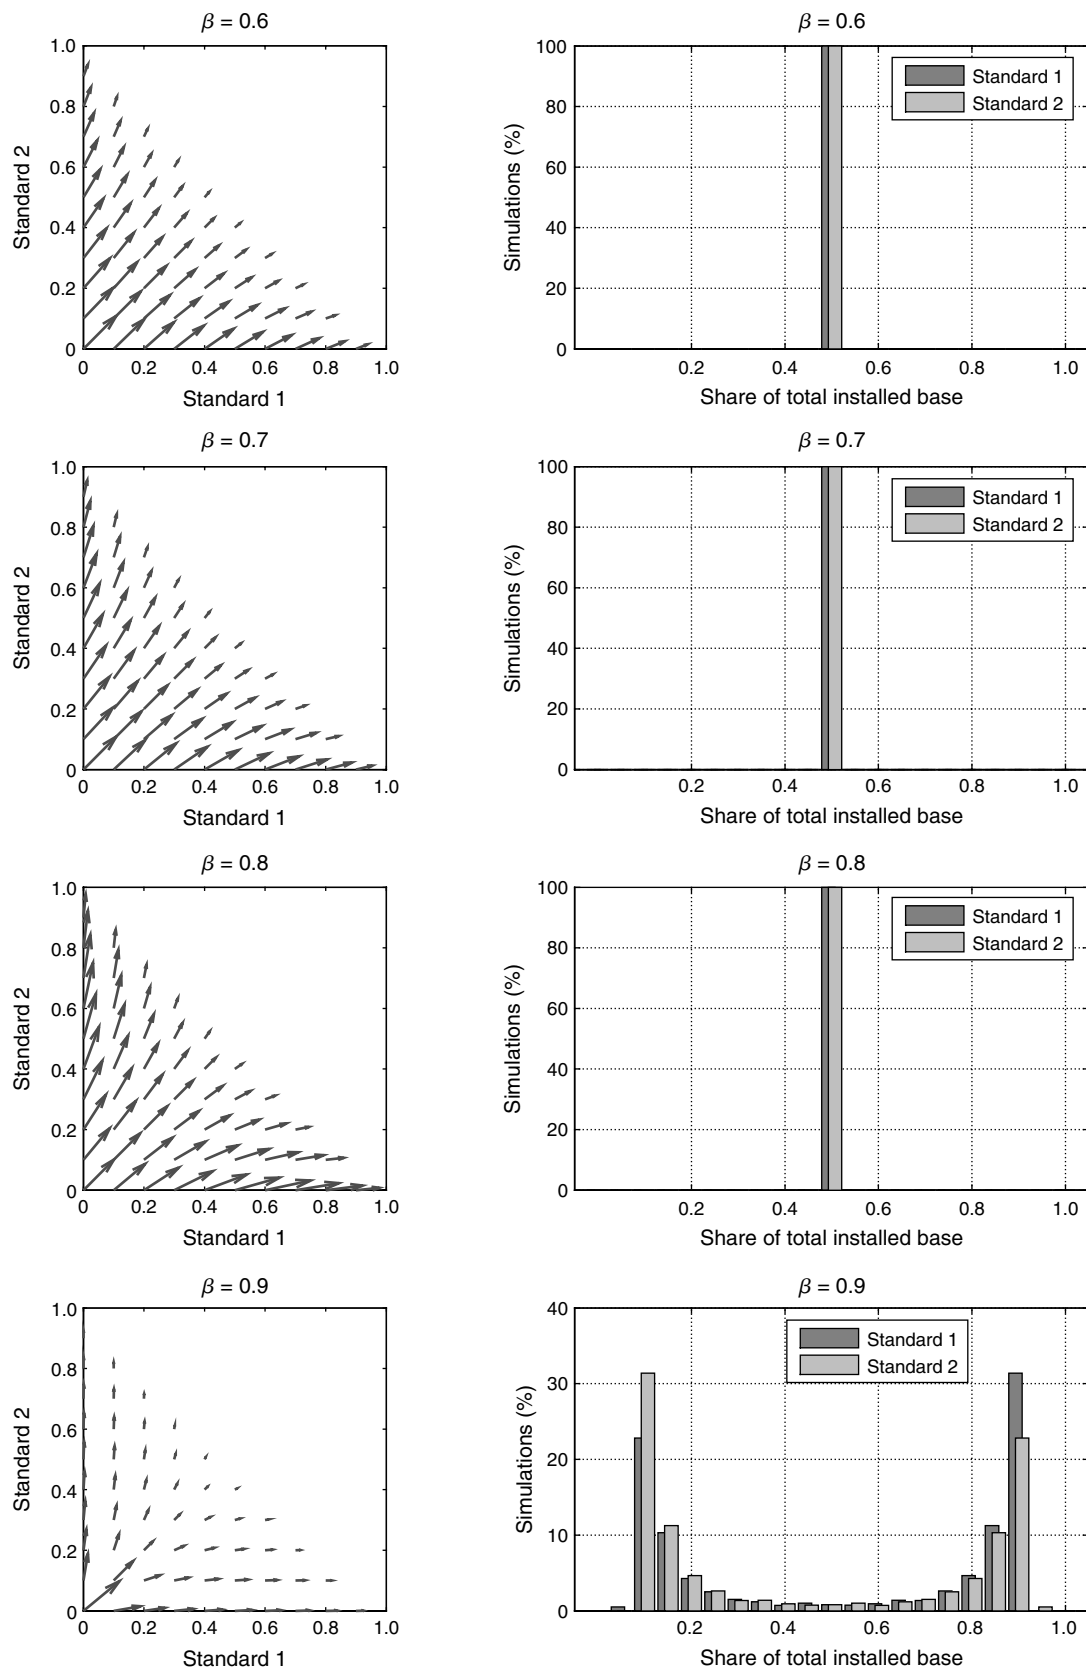 β = 0.6
1.0
0.8
0.6
0.4
0.2
0
Standard 2
0
0.2
0.4
0.6
0.8
1.0
Standard 1
β = 0.6
100
80
60
40
20
0
Simulations (%)
Standard 1
Standard 2
0.2
0.4
0.6
0.8
1.0
Share of total installed base
β = 0.7
1.0
0.8
0.6
0.4
0.2
0
Standard 2
0
0.2
0.4
0.6
0.8
1.0
Standard 1
β = 0.7
100
80
60
40
20
0
Simulations (%)
Standard 1
Standard 2
0.2
0.4
0.6
0.8
1.0
Share of total installed base
β = 0.8
1.0
0.8
0.6
0.4
0.2
0
Standard 2
0
0.2
0.4
0.6
0.8
1.0
Standard 1
β = 0.8
100
80
60
40
20
0
Simulations (%)
Standard 1
Standard 2
0.2
0.4
0.6
0.8
1.0
Share of total installed base
β = 0.9
1.0
0.8
0.6
0.4
0.2
0
Standard 2
0
0.2
0.4
0.6
0.8
1.0
Standard 1
β = 0.9
40
30
20
10
0
Simulations (%)
Standard 1
Standard 2
0.2
0.4
0.6
0.8
1.0
Share of total installed base